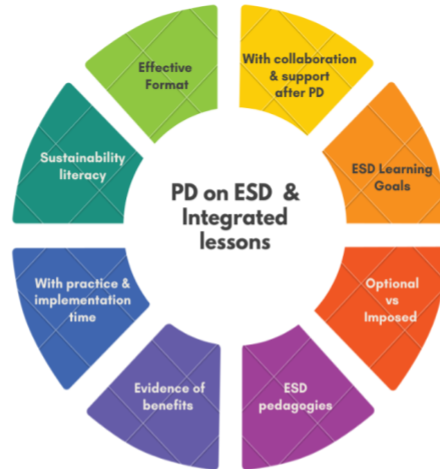 Effective
Format
With collaboration
& support
after PD
ESD Learning
Goals
Optional
vs
Imposed
ESD
pedagogies
Evidence of
benefits
With practice &
implementation
time
Sustainability
literacy
PD on ESD &
Integrated
lessons